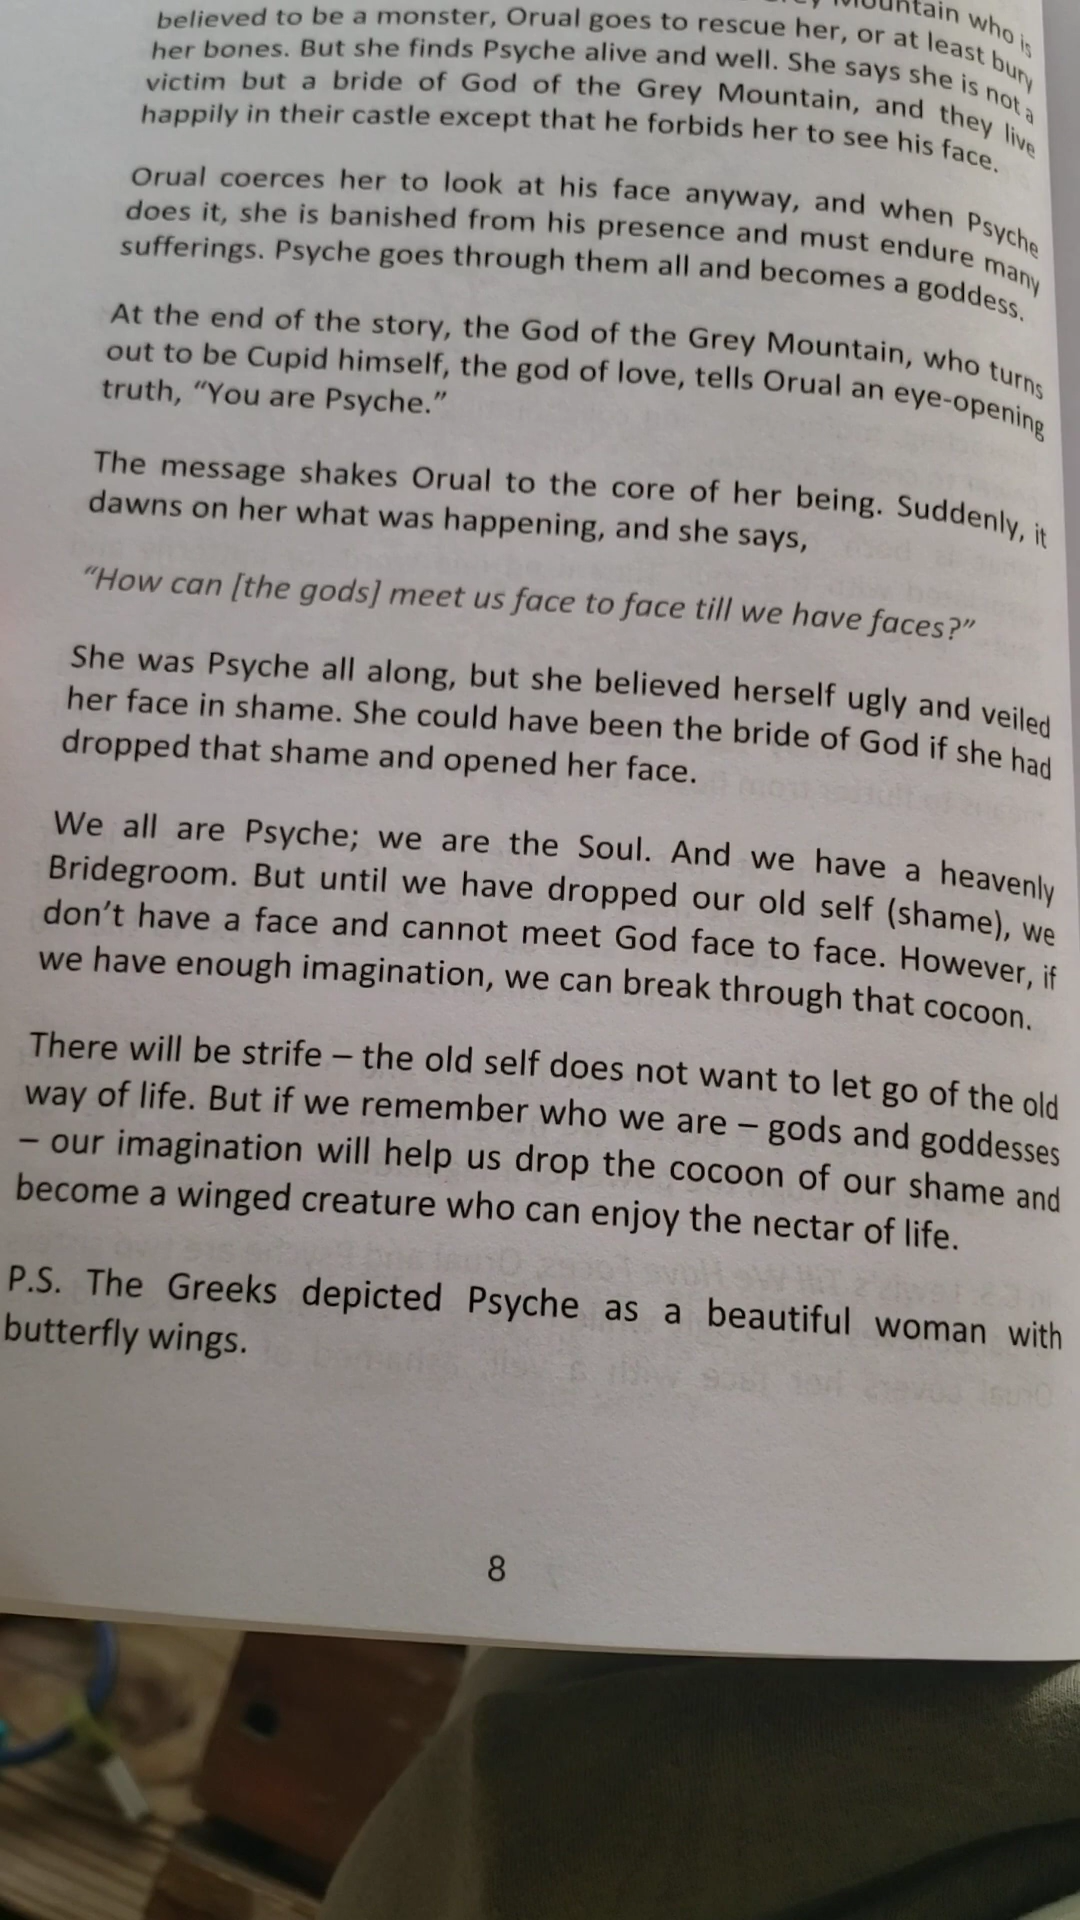 Mountain who is
believed to be a monster, Orual goes to rescue her, or at least bury
her bones. But she finds Psyche alive and well. She says she is not a
victim but a bride of God of the Grey Mountain, and they live
happily in their castle except that he forbids her to see his face.
Orual coerces her to look at his face anyway, and when Psyche
does it, she is banished from his presence and must endure many
sufferings. Psyche goes through them all and becomes a goddess.
At the end of the story, the God of the Grey Mountain, who turns
out to be Cupid himself, the god of love, tells Orual an eye-opening
truth, “You are Psyche.”
The message shakes Orual to the core of her being. Suddenly, it
dawns on her what was happening, and she says,
“How can [the gods] meet us face to face till we have faces?”
She was Psyche all along, but she believed herself ugly and veiled
her face in shame. She could have been the bride of God if she had
dropped that shame and opened her face.
We all are Psyche; we are the Soul. And we have a heavenly
Bridegroom. But until we have dropped our old self (shame), we
don’t have a face and cannot meet God face to face. However, if
we have enough imagination, we can break through that cocoon.
There will be strife – the old self does not want to let go of the old
way of life. But if we remember who we are – gods and goddesses
– our imagination will help us drop the cocoon of our shame and
become a winged creature who can enjoy the nectar of life.
P.S. The Greeks depicted Psyche as a beautiful woman with
butterfly wings.
8